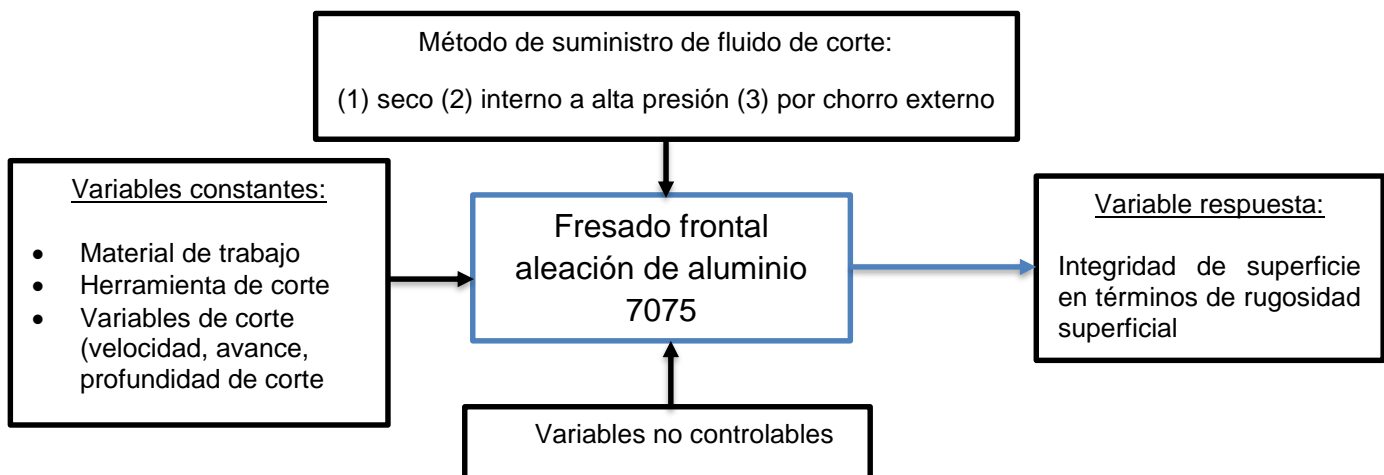 Método de suministro de fluido de corte:
(1) seco (2) interno a alta presión (3) por chorro externo
Variables constantes:
• Material de trabajo
• Herramienta de corte
• Variables de corte
(velocidad, avance,
profundidad de corte
Fresado frontal
aleación de aluminio
7075
Variable respuesta:
Integridad de superficie
en términos de rugosidad
superficial
Variables no controlables